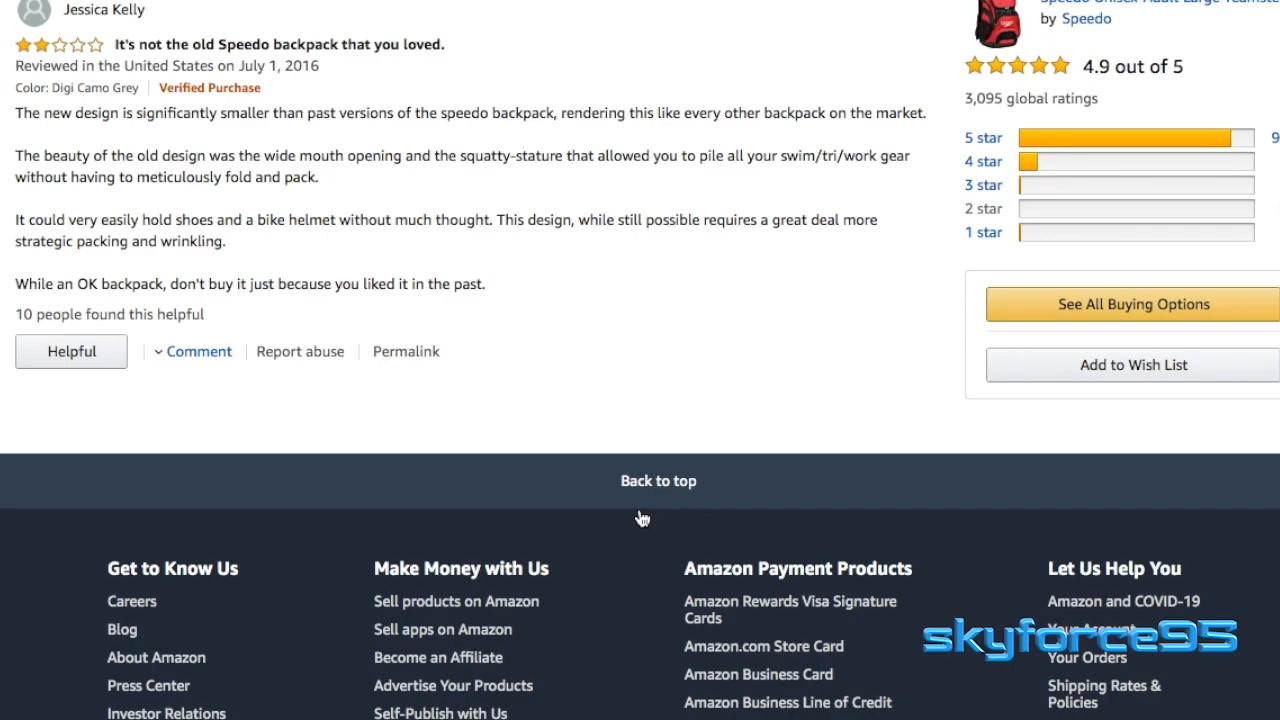 Jessica Kelly
It's not the old Speedo backpack that you loved.
Reviewed in the United States on July 1, 2016
Color: Digi Camo Grey
Verified Purchase
The new design is significantly smaller than past versions of the speedo backpack, rendering this like every other backpack on the market.
The beauty of the old design was the wide mouth opening and the squatty-stature that allowed you to pile all your swim/tri/work gear
without having to meticulously fold and pack.
It could very easily hold shoes and a bike helmet without much thought. This design, while still possible requires a great deal more
strategic packing and wrinkling.
While an OK backpack, don't buy it just because you liked it in the past.
10 people found this helpful
Helpful
Comment
Report abuse
Permalink
by Speedo
4.9 out of 5
3,095 global ratings
5 star
4 star
3 star
2 star
1 star
See All Buying Options
Add to Wish List
Back to top
Get to Know Us
Careers
Blog
About Amazon
Press Center
Investor Relations
Make Money with Us
Sell products on Amazon
Sell apps on Amazon
Become an Affiliate
Advertise Your Products
Self-Publish with Us
Amazon Payment Products
Amazon Rewards Visa Signature
Cards
Amazon.com Store Card
Amazon Business Card
Amazon Business Line of Credit
Let Us Help You
Amazon and COVID-19
Your Account
Your Orders
Shipping Rates &
Policies
skyforce95